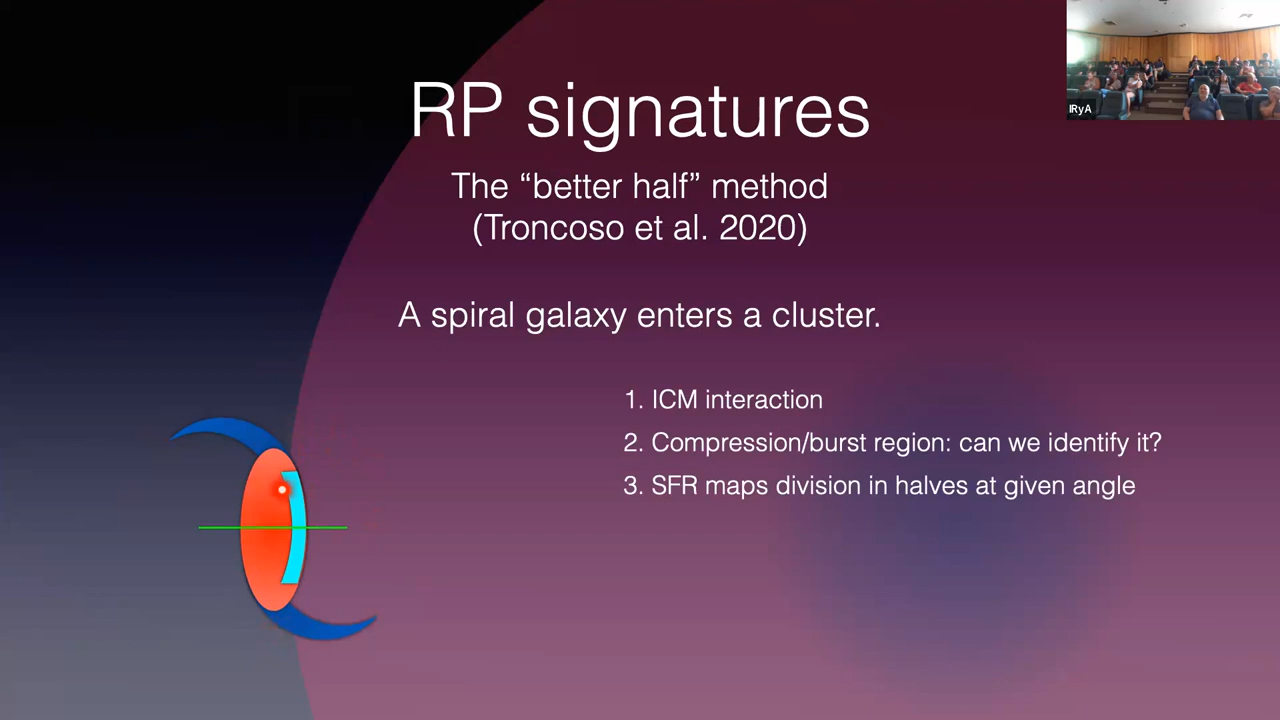 RP signatures
The “better half” method
(Troncoso et al. 2020)
A spiral galaxy enters a cluster.
1. ICM interaction
2. Compression/burst region: can we identify it?
3. SFR maps division in halves at given angle
IRyA